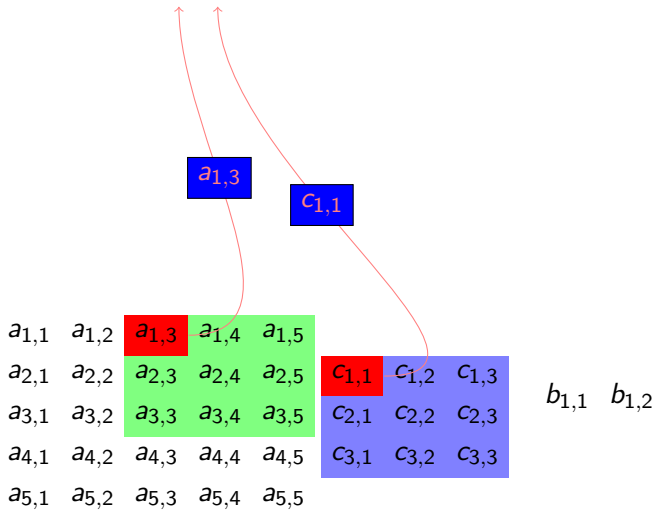 a1,3
c1,1
a1,1 a1,2 a1,3 a1,4 a1,5
a2,1 a2,2 a2,3 a2,4 a2,5
a3,1 a3,2 a3,3 a3,4 a3,5
a4,1 a4,2 a4,3 a4,4 a4,5
a5,1 a5,2 a5,3 a5,4 a5,5
c1,1 c1,2 c1,3
c2,1 c2,2 c2,3
c3,1 c3,2 c3,3
b1,1 b1,2